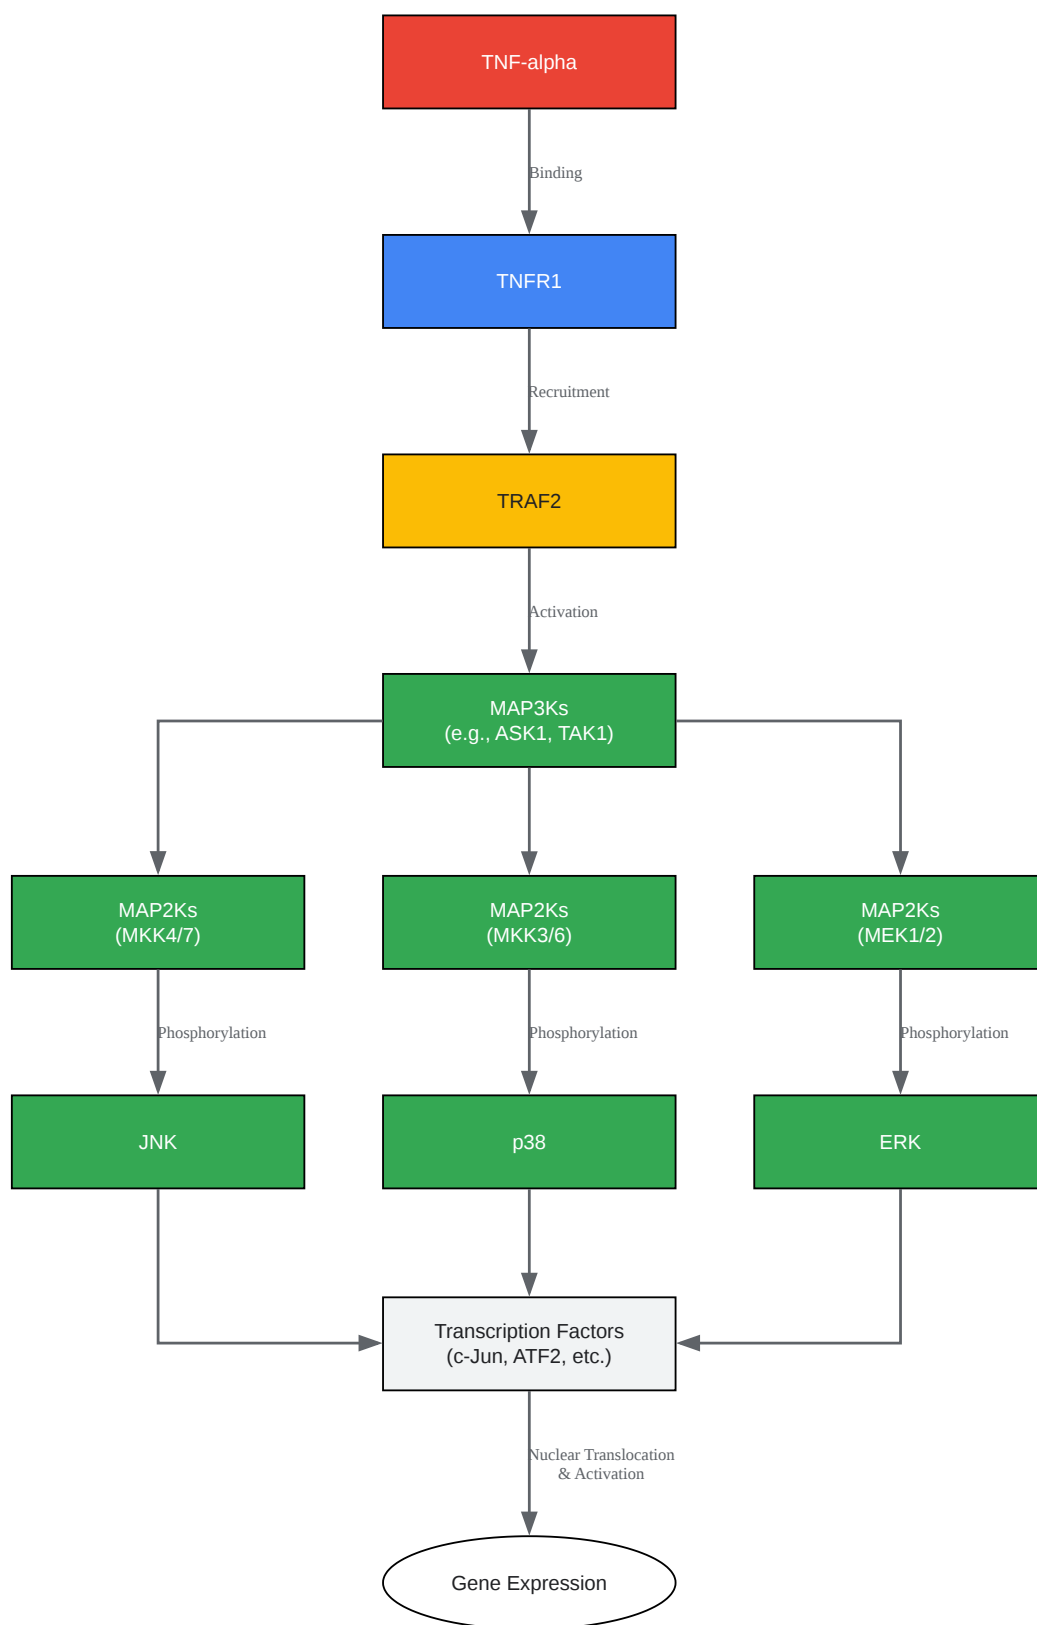 TNF-alpha
Binding
TNFR1
Recruitment
TRAF2
Activation
MAP3Ks
(e.g., ASK1, TAK1)
MAP2Ks
(MKK4/7)
MAP2Ks
(MKK3/6)
MAP2Ks
(MEK1/2)
Phosphorylation
Phosphorylation
Phosphorylation
JNK
p38
ERK
Transcription Factors
(c-Jun, ATF2, etc.)
Nuclear Translocation
& Activation
Gene Expression